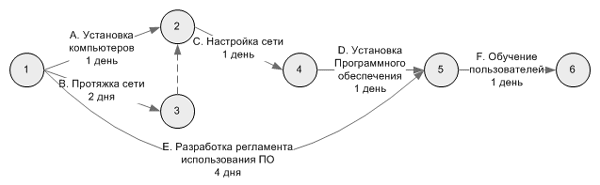 A. Установка
компьютеров
1 день
2
C. Настройка сети
1 день
D. Установка
Программного
обеспечения
1 день
F. Обучение
пользователей
1 день
1
B. Протяжка сети
2 дня
3
4
5
6
E. Разработка регламента
использования ПО
4 дня